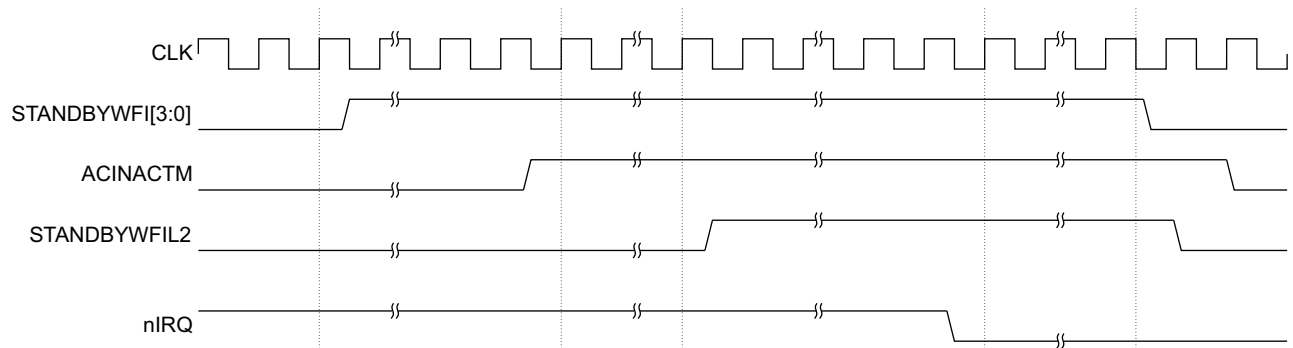 CLK
STANDBYWFI[3:0]
ACINACTM
STANDBYWFIL2
nIRQ